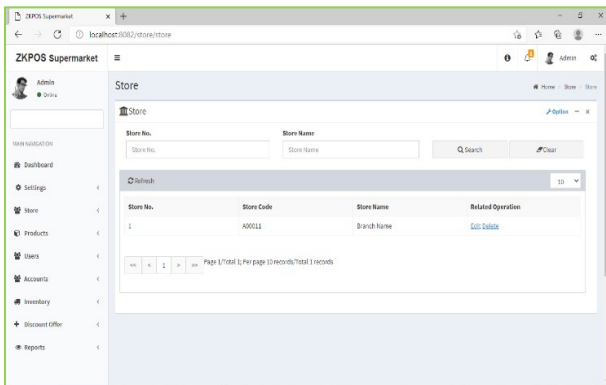 ZKPOS Supermarket
localhost:8082/store/store
ZKPOS Supermarket
Admin
Admin
Online
Store
Home > Store > Store
Store
Option
Store No.
Store Name
Store No.
Store Name
Search
Clear
MAIN NAVIGATION
Dashboard
Settings
Store
Products
Users
Accounts
Inventory
Discount Offer
Reports
Refresh
10
Store No. Store Code Store Name Related Operation
1 A00011 Branch Name Edit Delete
<< < 1 > >> Page 1/Total 1; Per page 10 records/Total 1 records